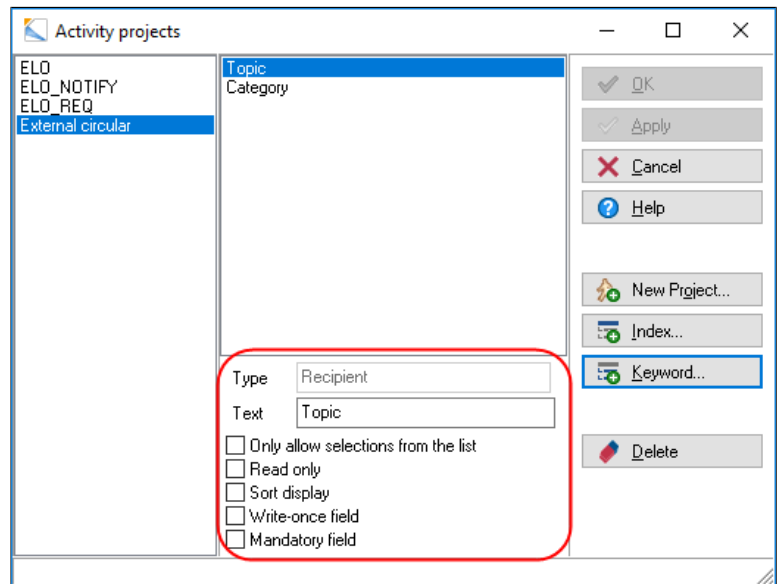 Activity projects
ELO
ELO_NOTIFY
ELO_REQ
External circular
Topic
Category
OK
Apply
Cancel
Help
New Project...
Index...
Keyword...
Delete
Type Recipient
Text Topic
Only allow selections from the list
Read only
Sort display
Write-once field
Mandatory field